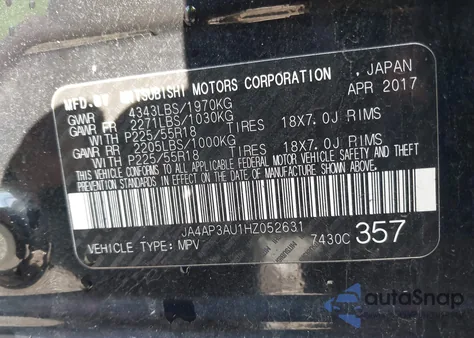 MFD. BY MITSUBISHI MOTORS CORPORATION , JAPAN
GVWR 4343LBS/1970KG APR 2017
GAWR FR 2271LBS/1030KG
WITH P225/55R18 TIRES 18X7.0J RIMS
GAWR RR 2205LBS/1000KG
WITH P225/55R18 TIRES 18X7.0J RIMS
THIS VEHICLE CONFORMS TO ALL APPLICABLE
FEDERAL MOTOR VEHICLE SAFETY
STANDARDS IN EFFECT ON THE DATE OF
MANUFACTURE SHOWN ABOVE.
JA4AP3AU1HZ052631
VEHICLE TYPE: MPV 7430C 357
autoSnap